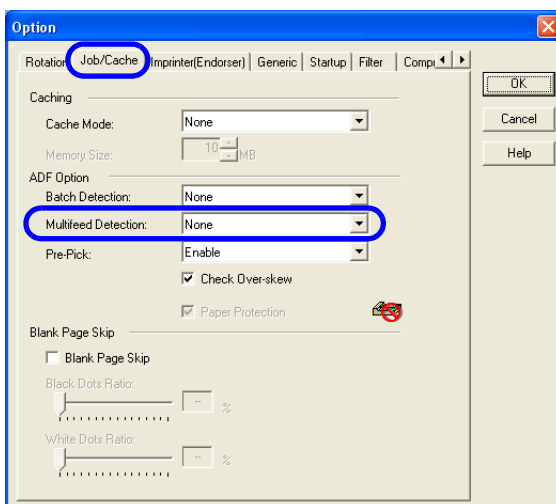 Option
Rotation Job/Cache Imprinter(Endorser) Generic Startup Filter
OK
Cancel
Help
Caching
Cache Mode: None
Memory Size: 10 MB
ADF Option
Batch Detection: None
Multifeed Detection: None
Pre-Pick: Enable
Check Over-skew
Paper Protection
Blank Page Skip
Blank Page Skip
Black Dots Ratio:
-- %
White Dots Ratio:
-- %